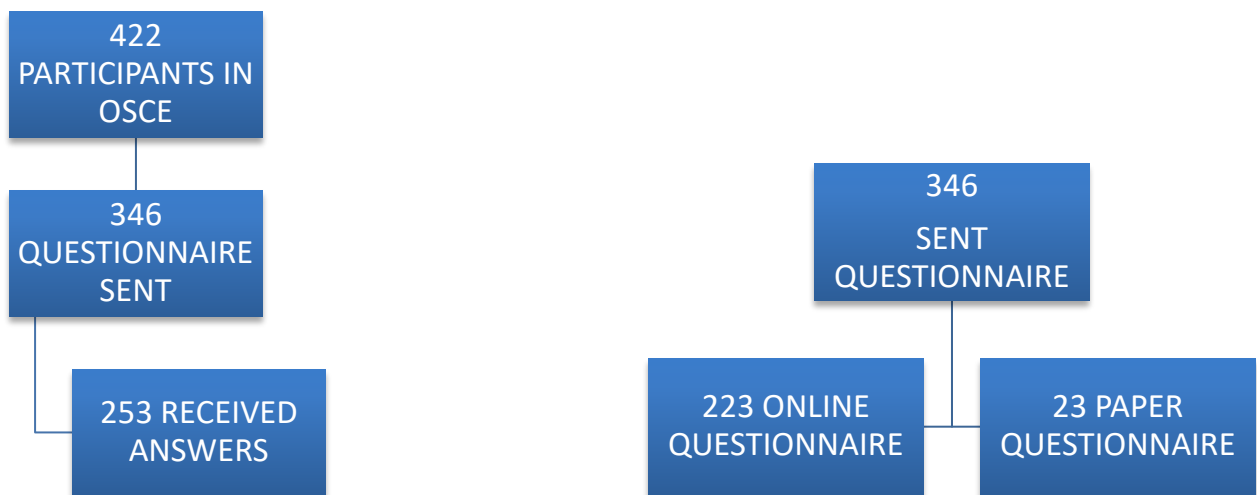 422
PARTICIPANTS IN
OSCE
346
QUESTIONNAIRE
SENT
253 RECEIVED
ANSWERS
346
SENT
QUESTIONNAIRE
223 ONLINE
QUESTIONNAIRE
23 PAPER
QUESTIONNAIRE